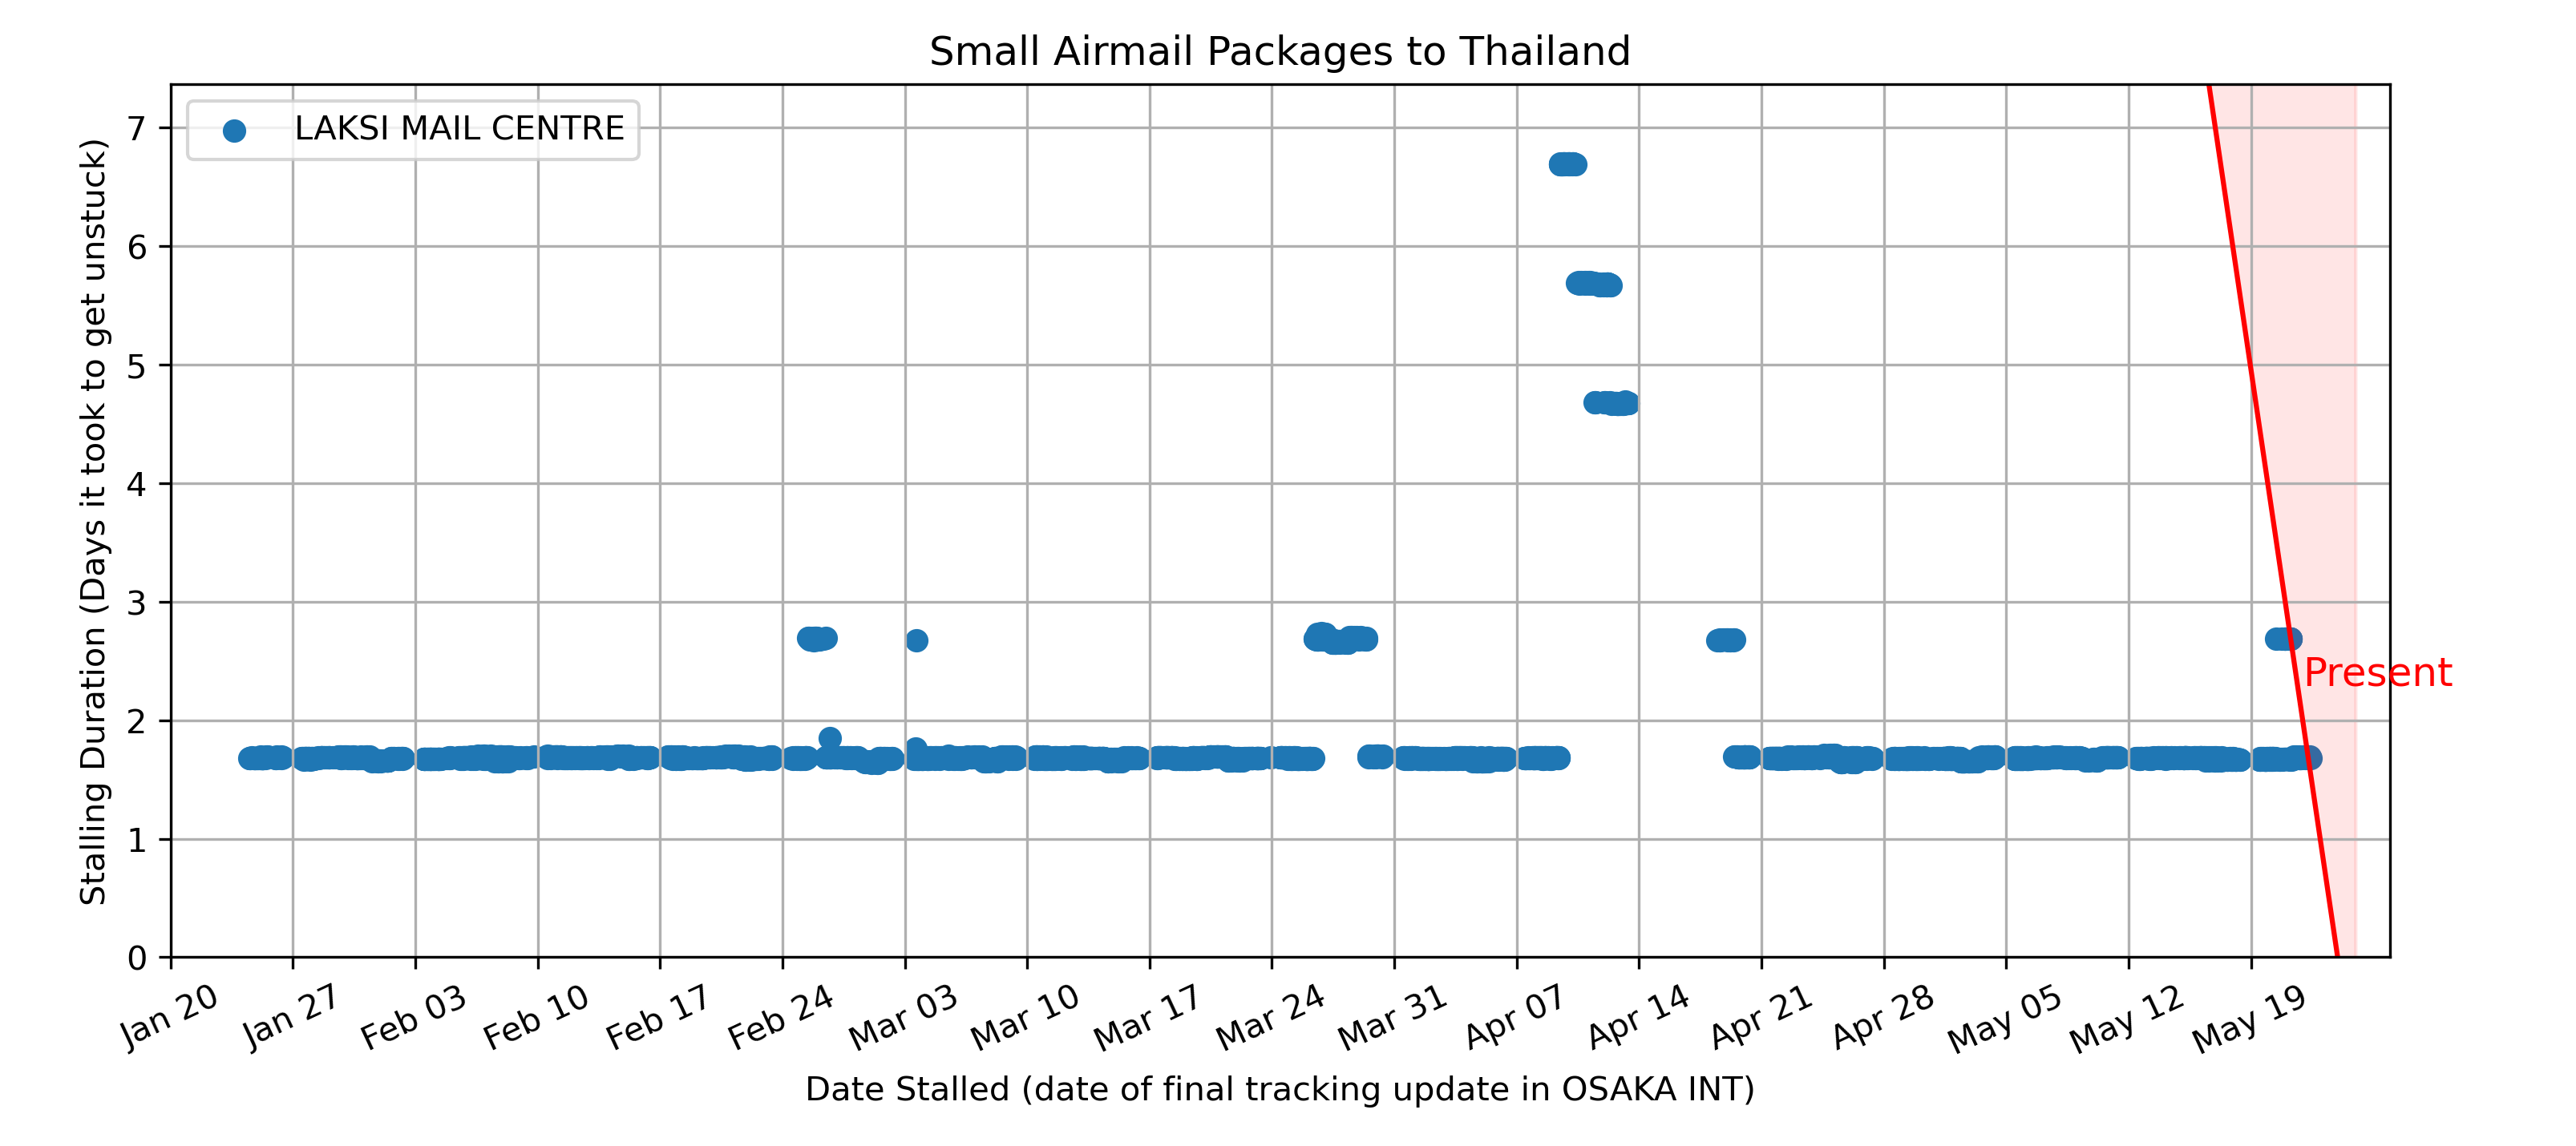 Small Airmail Packages to Thailand
LAKSI MAIL CENTRE
Stalling Duration (Days it took to get unstuck)
7
6
5
4
3
2
1
0
Present
Jan 20
Jan 27
Feb 03
Feb 10
Feb 17
Feb 24
Mar 03
Mar 10
Mar 17
Mar 24
Mar 31
Apr 07
Apr 14
Apr 21
Apr 28
May 05
May 12
May 19
Date Stalled (date of final tracking update in OSAKA INT)